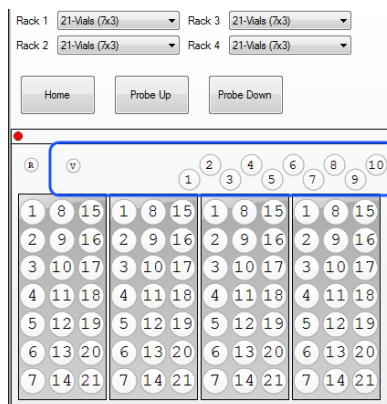 Rack 1 21-Vials (7x3) Rack 3 21-Vials (7x3)
Rack 2 21-Vials (7x3) Rack 4 21-Vials (7x3)
Home Probe Up Probe Down
R V 2 4 6 8 10
1 3 5 7 9
1 8 15 1 8 15 1 8 15 1 8 15
2 9 16 2 9 16 2 9 16 2 9 16
3 10 17 3 10 17 3 10 17 3 10 17
4 11 18 4 11 18 4 11 18 4 11 18
5 12 19 5 12 19 5 12 19 5 12 19
6 13 20 6 13 20 6 13 20 6 13 20
7 14 21 7 14 21 7 14 21 7 14 21